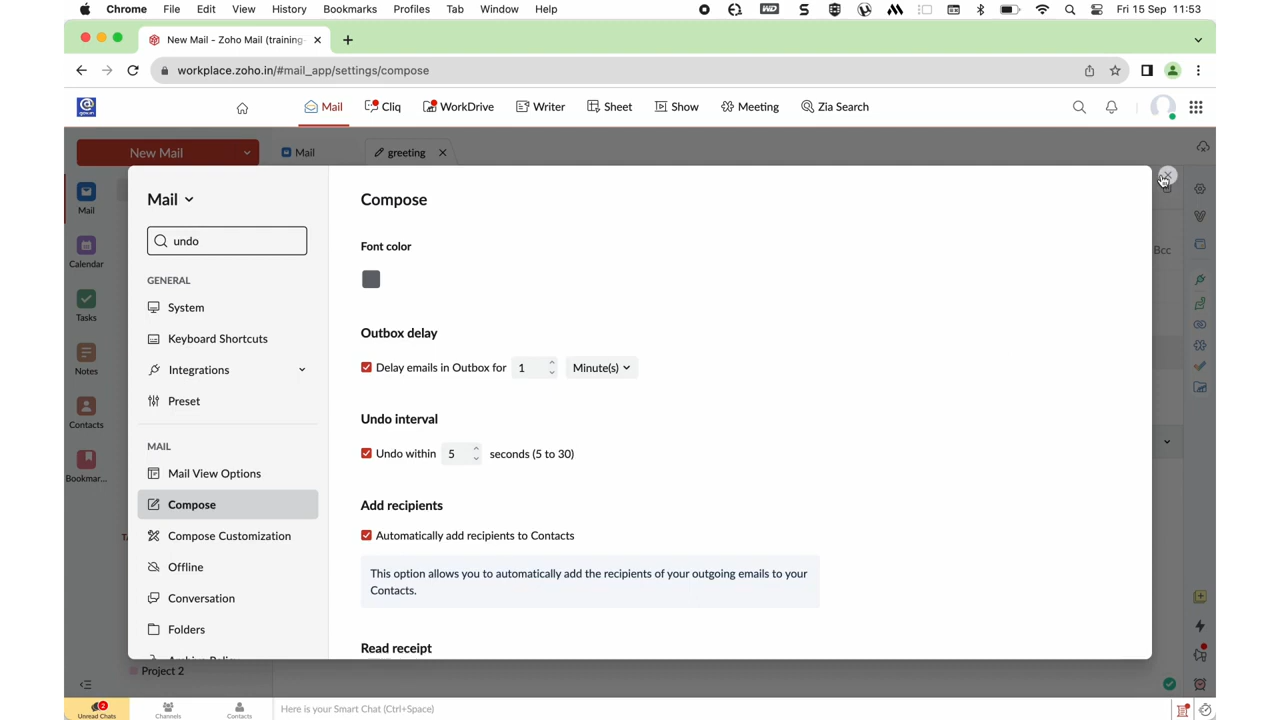 Chrome File Edit View History Bookmarks Profiles Tab Window Help Fri 15 Sep 11:53
New Mail - Zoho Mail (training-
workplace.zoho.in/#mail_app/settings/compose
Mail Cliq WorkDrive Writer Sheet Show Meeting Zia Search
New Mail Mail greeting
Mail
Calendar
Tasks
Notes
Contacts
Bookmar...
Mail
undo
GENERAL
System
Keyboard Shortcuts
Integrations
Preset
MAIL
Mail View Options
Compose
Compose Customization
Offline
Conversation
Folders
Compose
Font color
Outbox delay
Delay emails in Outbox for 1 Minute(s)
Undo interval
Undo within 5 seconds (5 to 30)
Add recipients
Automatically add recipients to Contacts
This option allows you to automatically add the recipients of your outgoing emails to your
Contacts.
Read receipt
Bcc
Project 2
2
Unread Chats Channels Contacts Here is your Smart Chat (Ctrl+Space)